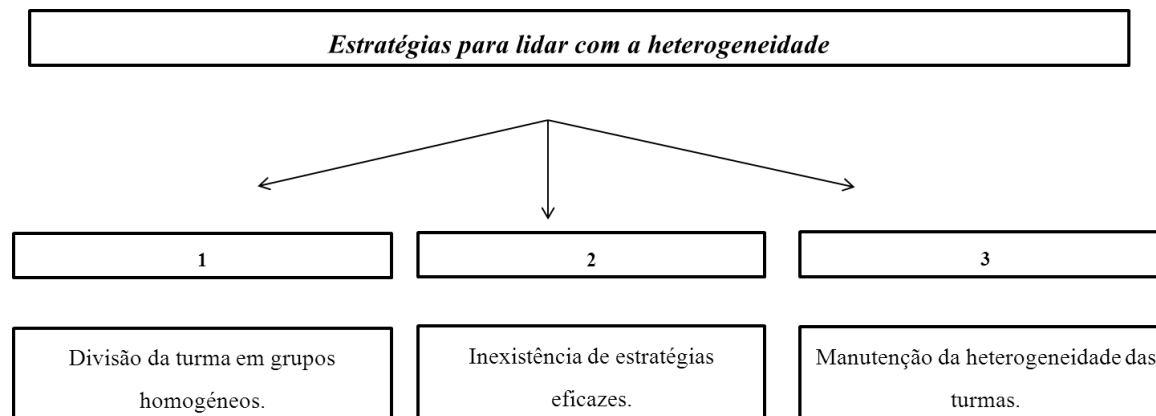 Estratégias para lidar com a heterogeneidade
1
2
3
Divisão da turma em grupos
homogéneos.
Inexistência de estratégias
eficazes.
Manutenção da heterogeneidade das
turmas.